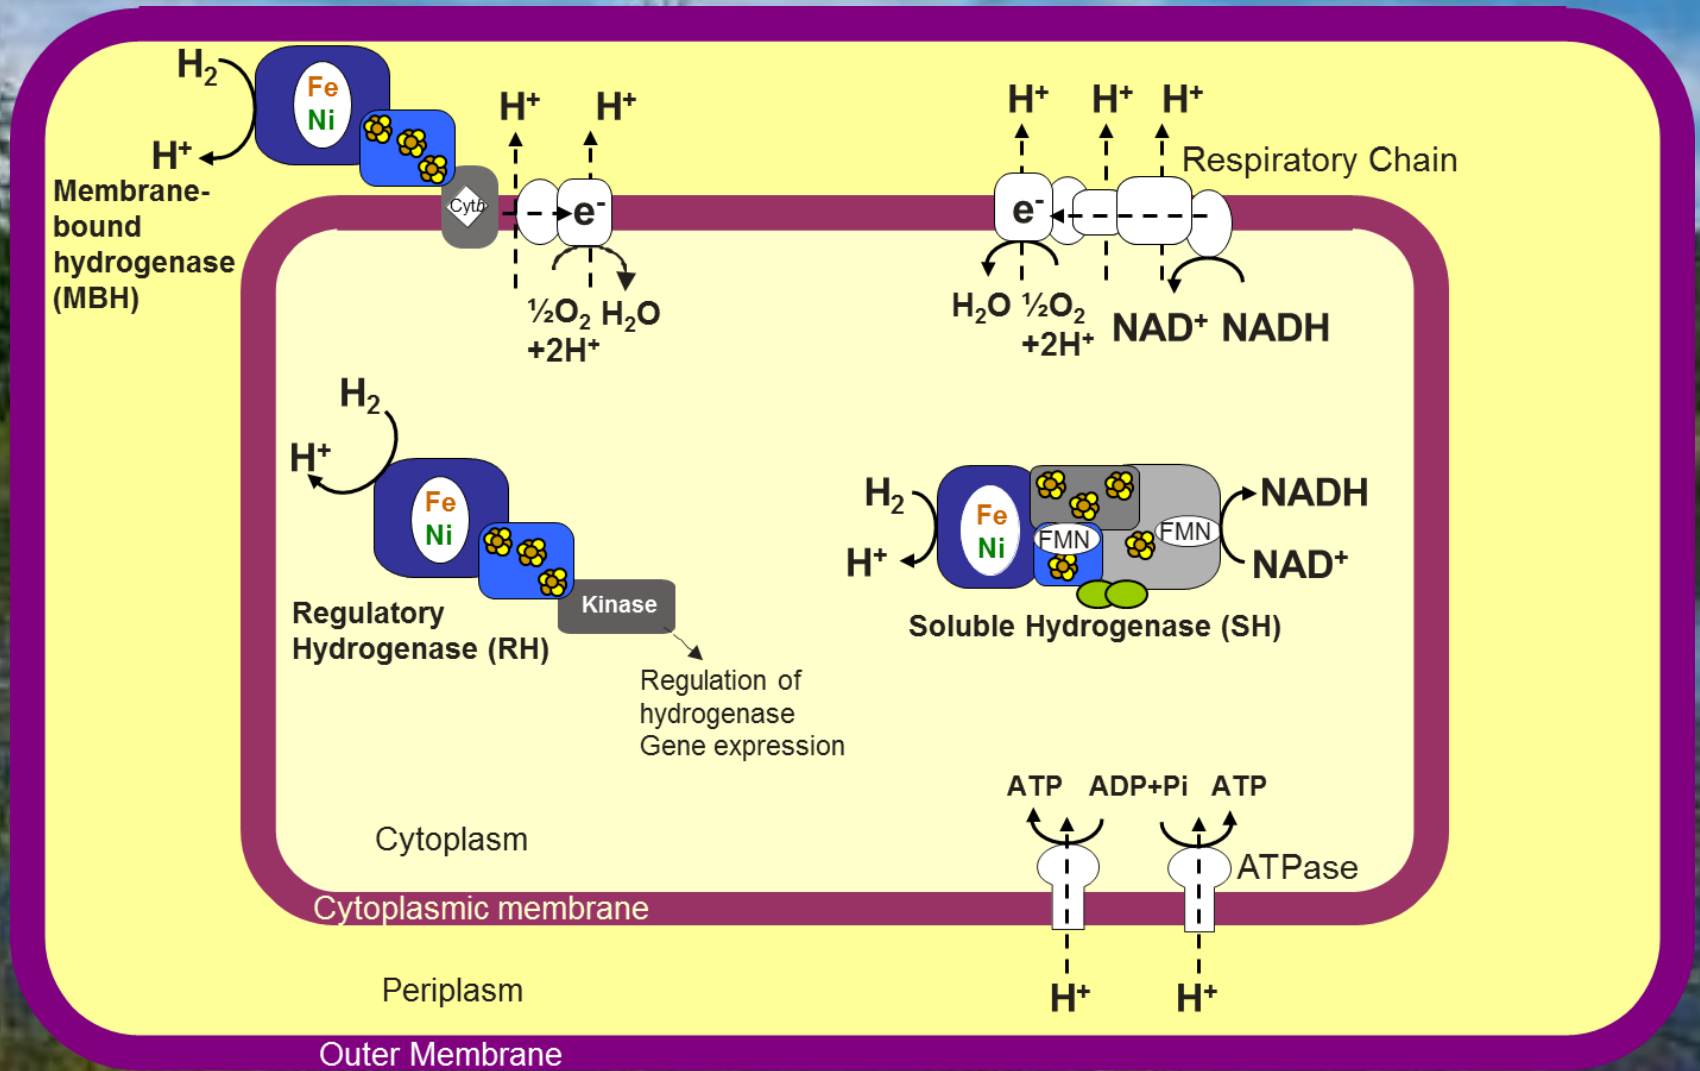 H₂
Fe
Ni
H⁺
Membrane-
bound
hydrogenase
(MBH)
Cytb
H⁺ H⁺
e⁻
½O₂ H₂O
+2H⁺
H⁺ H⁺ H⁺
Respiratory Chain
e⁻
H₂O ½O₂
+2H⁺
NAD⁺ NADH
H₂
H⁺
Fe
Ni
Kinase
Regulatory
Hydrogenase (RH)
Regulation of
hydrogenase
Gene expression
H₂
H⁺
Fe
Ni
FMN
FMN
NADH
NAD⁺
Soluble Hydrogenase (SH)
ATP ADP+Pi ATP
ATPase
H⁺ H⁺
Cytoplasm
Cytoplasmic membrane
Periplasm
Outer Membrane